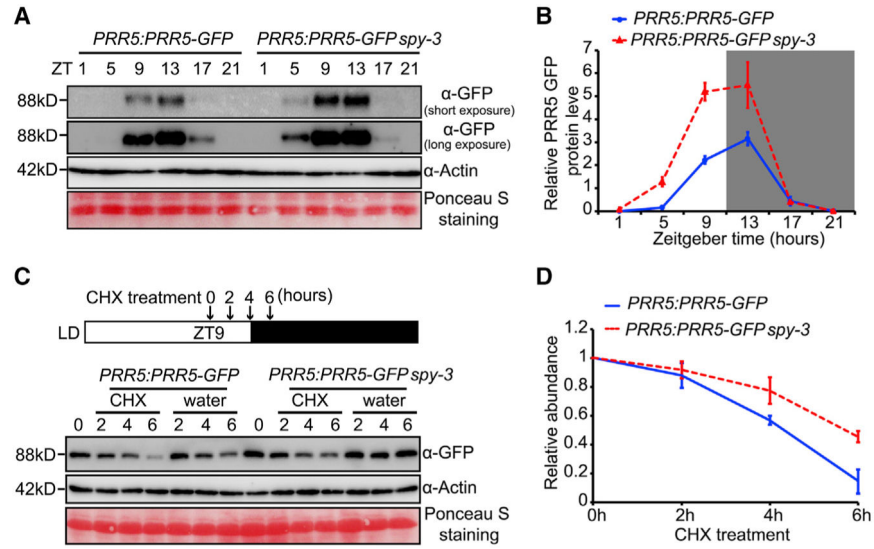 A
PRR5:PRR5-GFP PRR5:PRR5-GFP spy-3
ZT 1 5 9 13 17 21 1 5 9 13 17 21
88kD α-GFP
(short exposure)
88kD α-GFP
(long exposure)
42kD α-Actin
Ponceau S
staining
B
PRR5:PRR5-GFP
PRR5:PRR5-GFP spy-3
Relative PRR5 GFP
protein leve
7
6
5
4
3
2
1
0
1 5 9 13 17 21
Zeitgeber time (hours)
C
CHX treatment 0 2 4 6 (hours)
LD ZT9
PRR5:PRR5-GFP PRR5:PRR5-GFP spy-3
CHX water CHX water
0 2 4 6 2 4 6 0 2 4 6 2 4 6
88kD α-GFP
42kD α-Actin
Ponceau S
staining
D
PRR5:PRR5-GFP
PRR5:PRR5-GFP spy-3
Relative abundance
1.2
1
0.8
0.6
0.4
0.2
0
0h 2h 4h 6h
CHX treatment